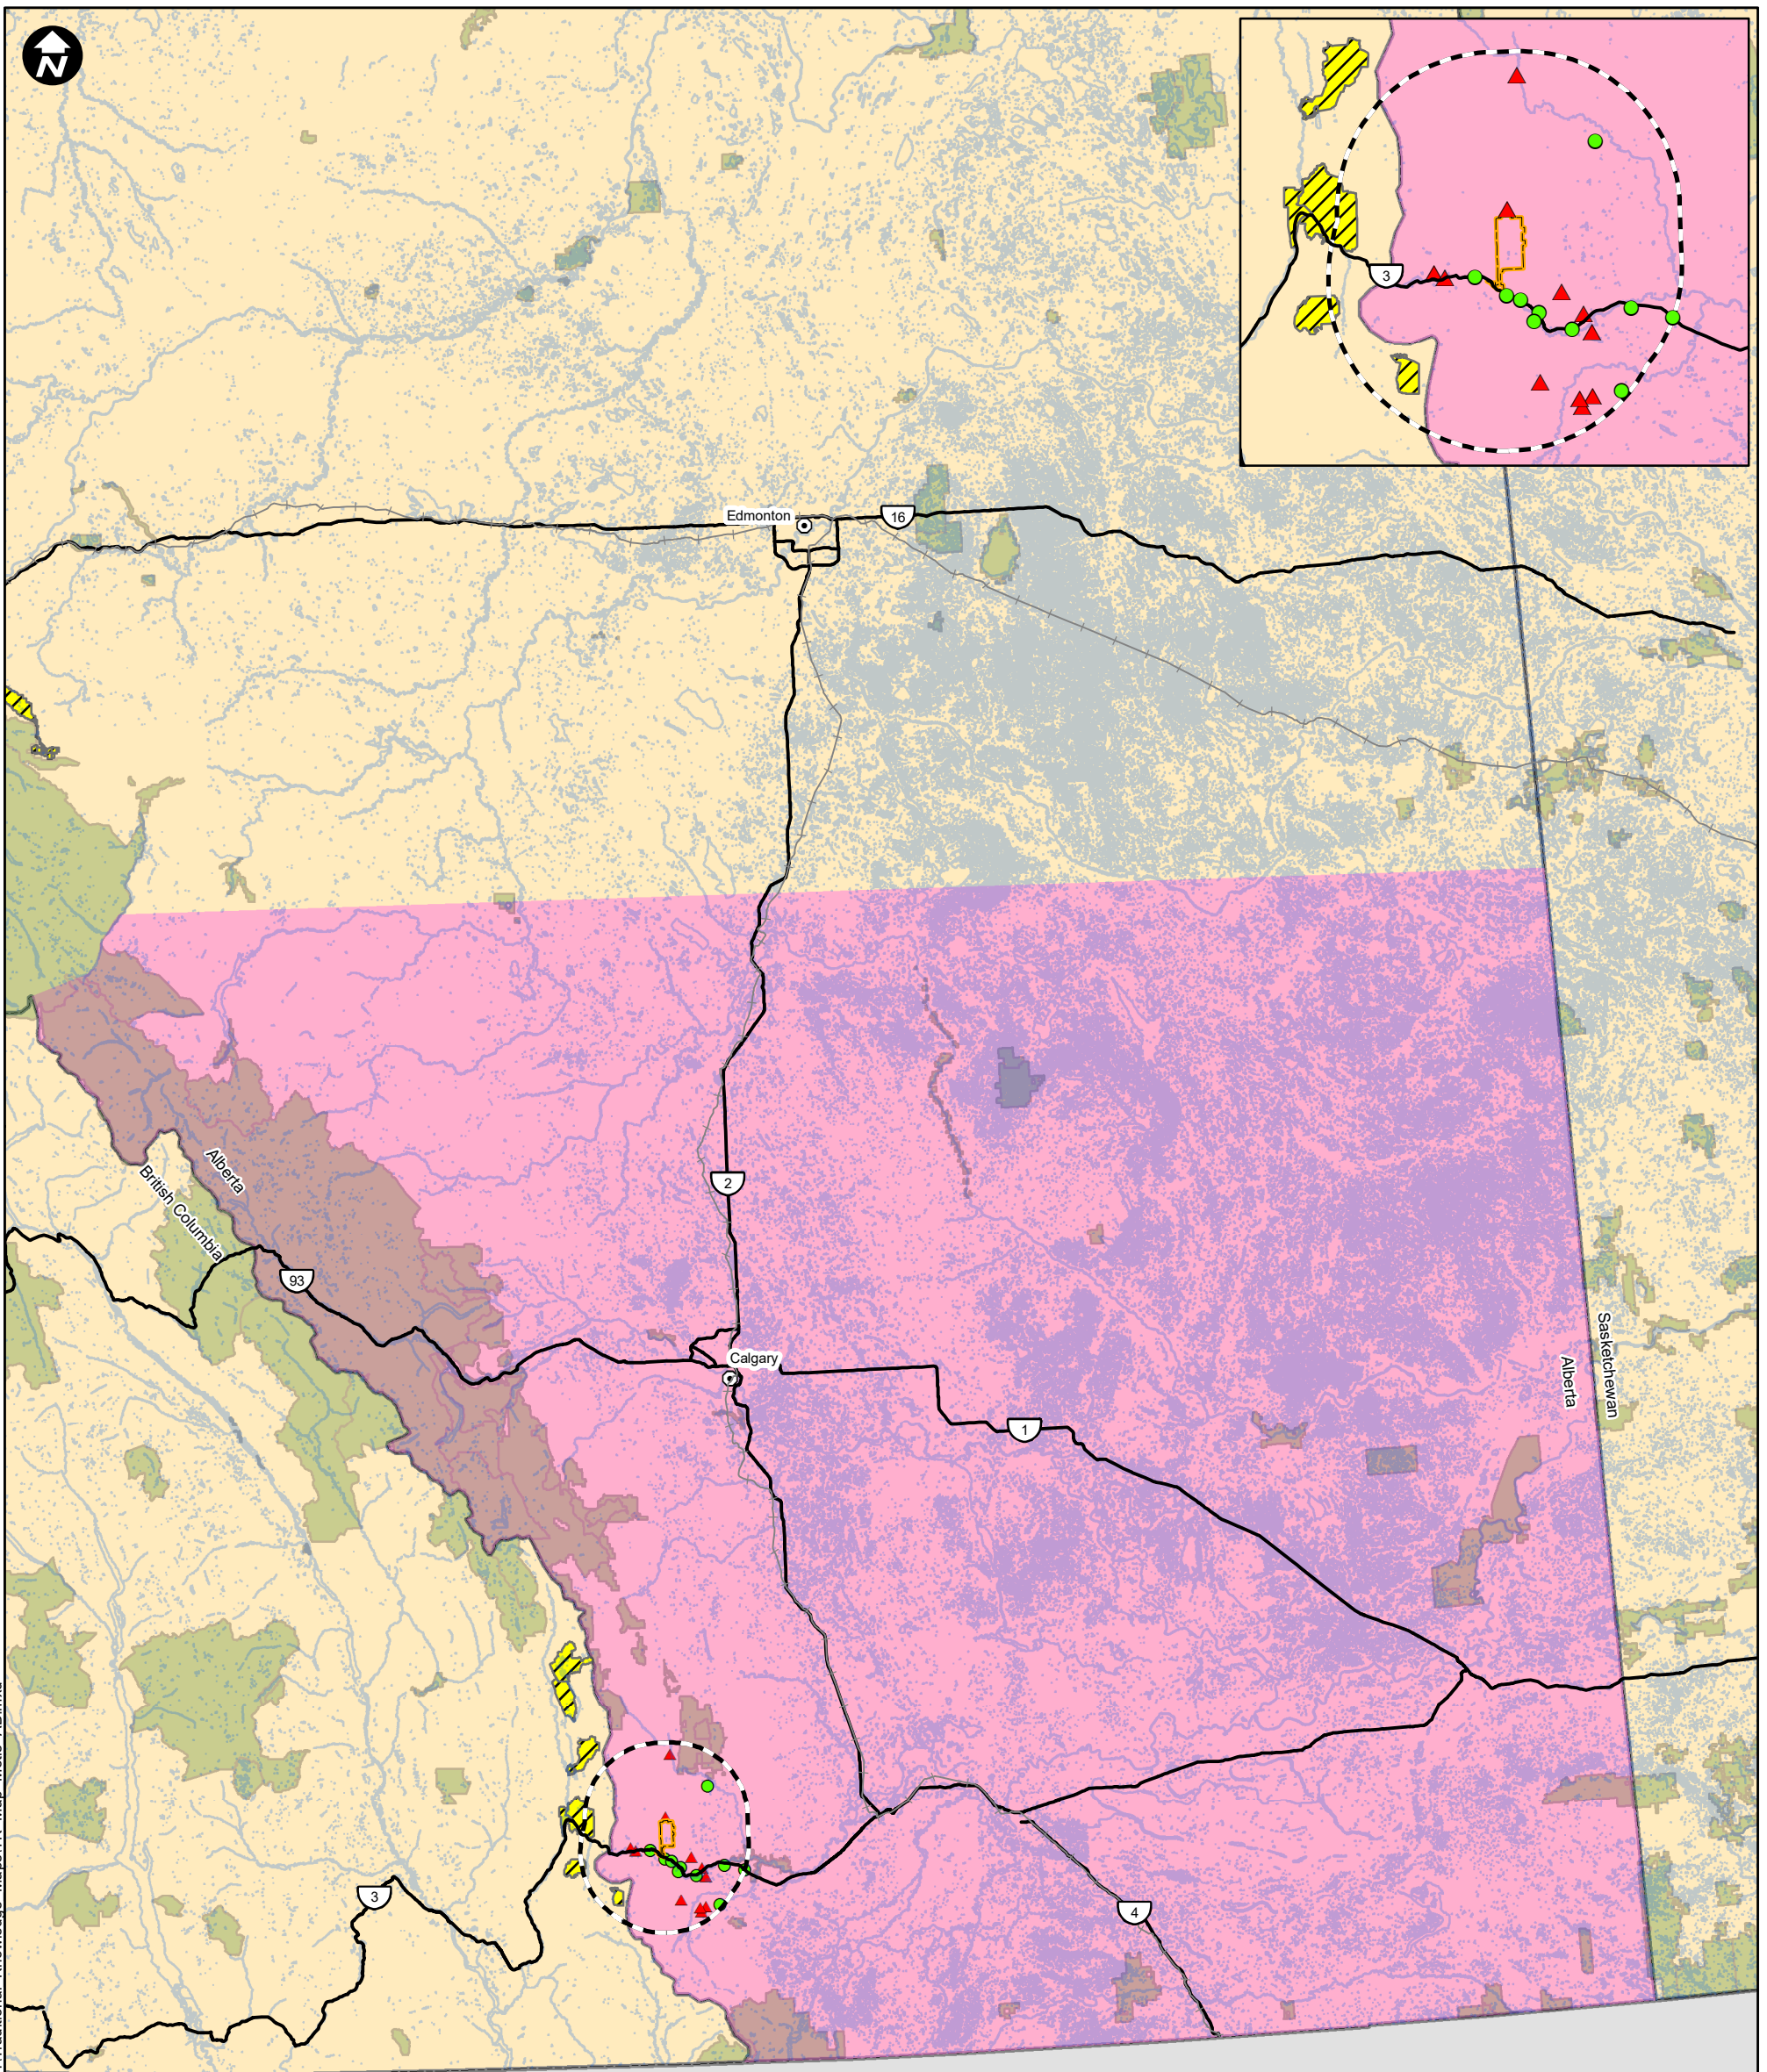 N
3
Edmonton
16
Alberta
British Columbia
93
2
Calgary
1
Saskatchewan
Alberta
3
4